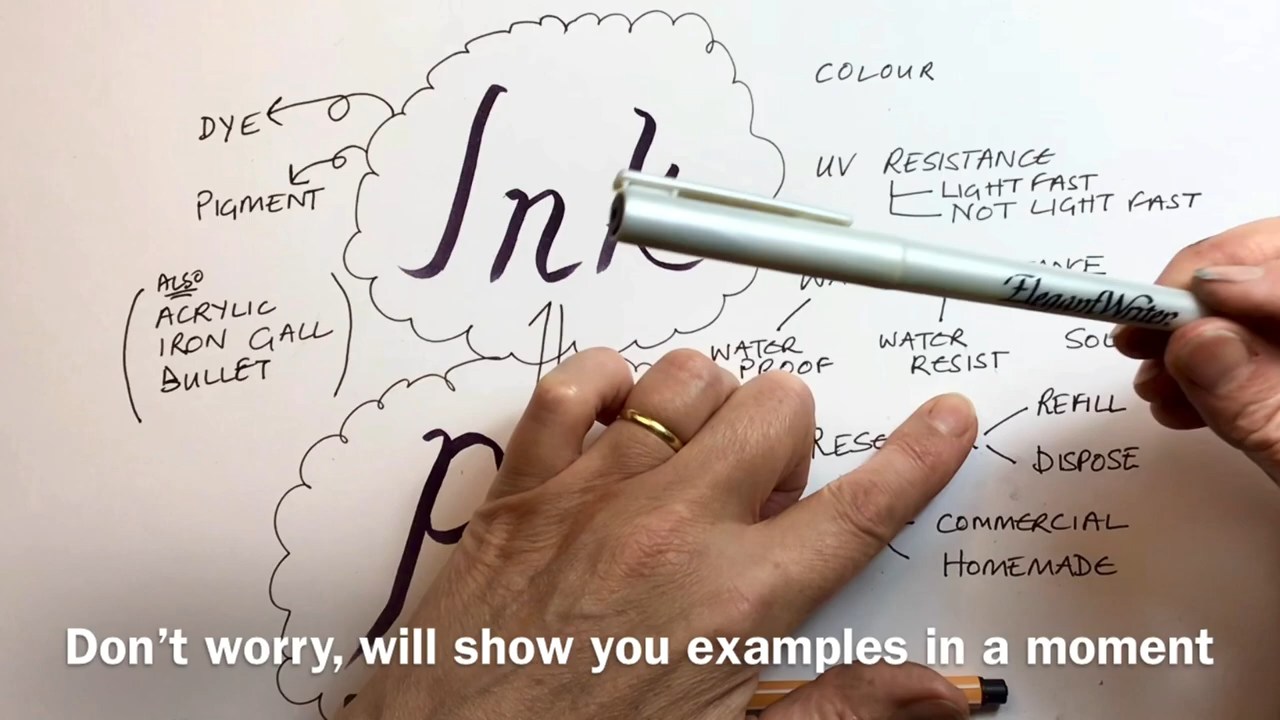 Ink
COLOUR
DYE
PIGMENT
UV RESISTANCE
LIGHT FAST
NOT LIGHT FAST
ALSO
ACRYLIC
IRON GALL
BULLET
ElegantWriter.
WATER
PROOF
WATER
RESIST
REFILL
DISPOSE
COMMERCIAL
HOMEMADE
Don't worry, will show you examples in a moment